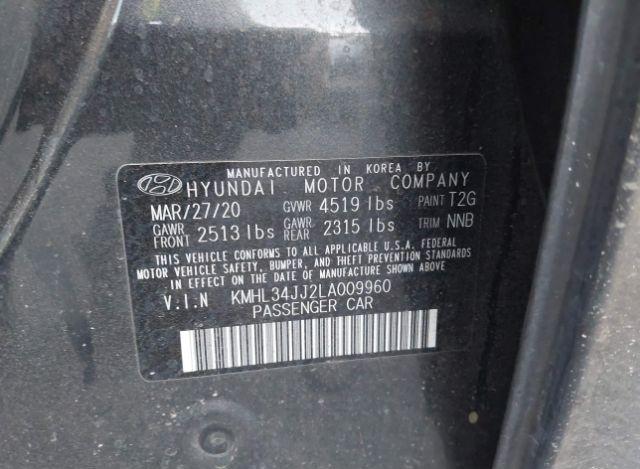 MANUFACTURED IN KOREA BY
HYUNDAI MOTOR COMPANY
MAR/27/20 GVWR 4519 lbs PAINT T2G
GAWR FRONT 2513 lbs GAWR REAR 2315 lbs TRIM NNB
THIS VEHICLE CONFORMS TO ALL APPLICABLE U.S.A. FEDERAL
MOTOR VEHICLE SAFETY, BUMPER, AND THEFT PREVENTION STANDARDS
IN EFFECT ON THE DATE OF MANUFACTURE SHOWN ABOVE
V.I.N KMHL34JJ2LA009960
PASSENGER CAR